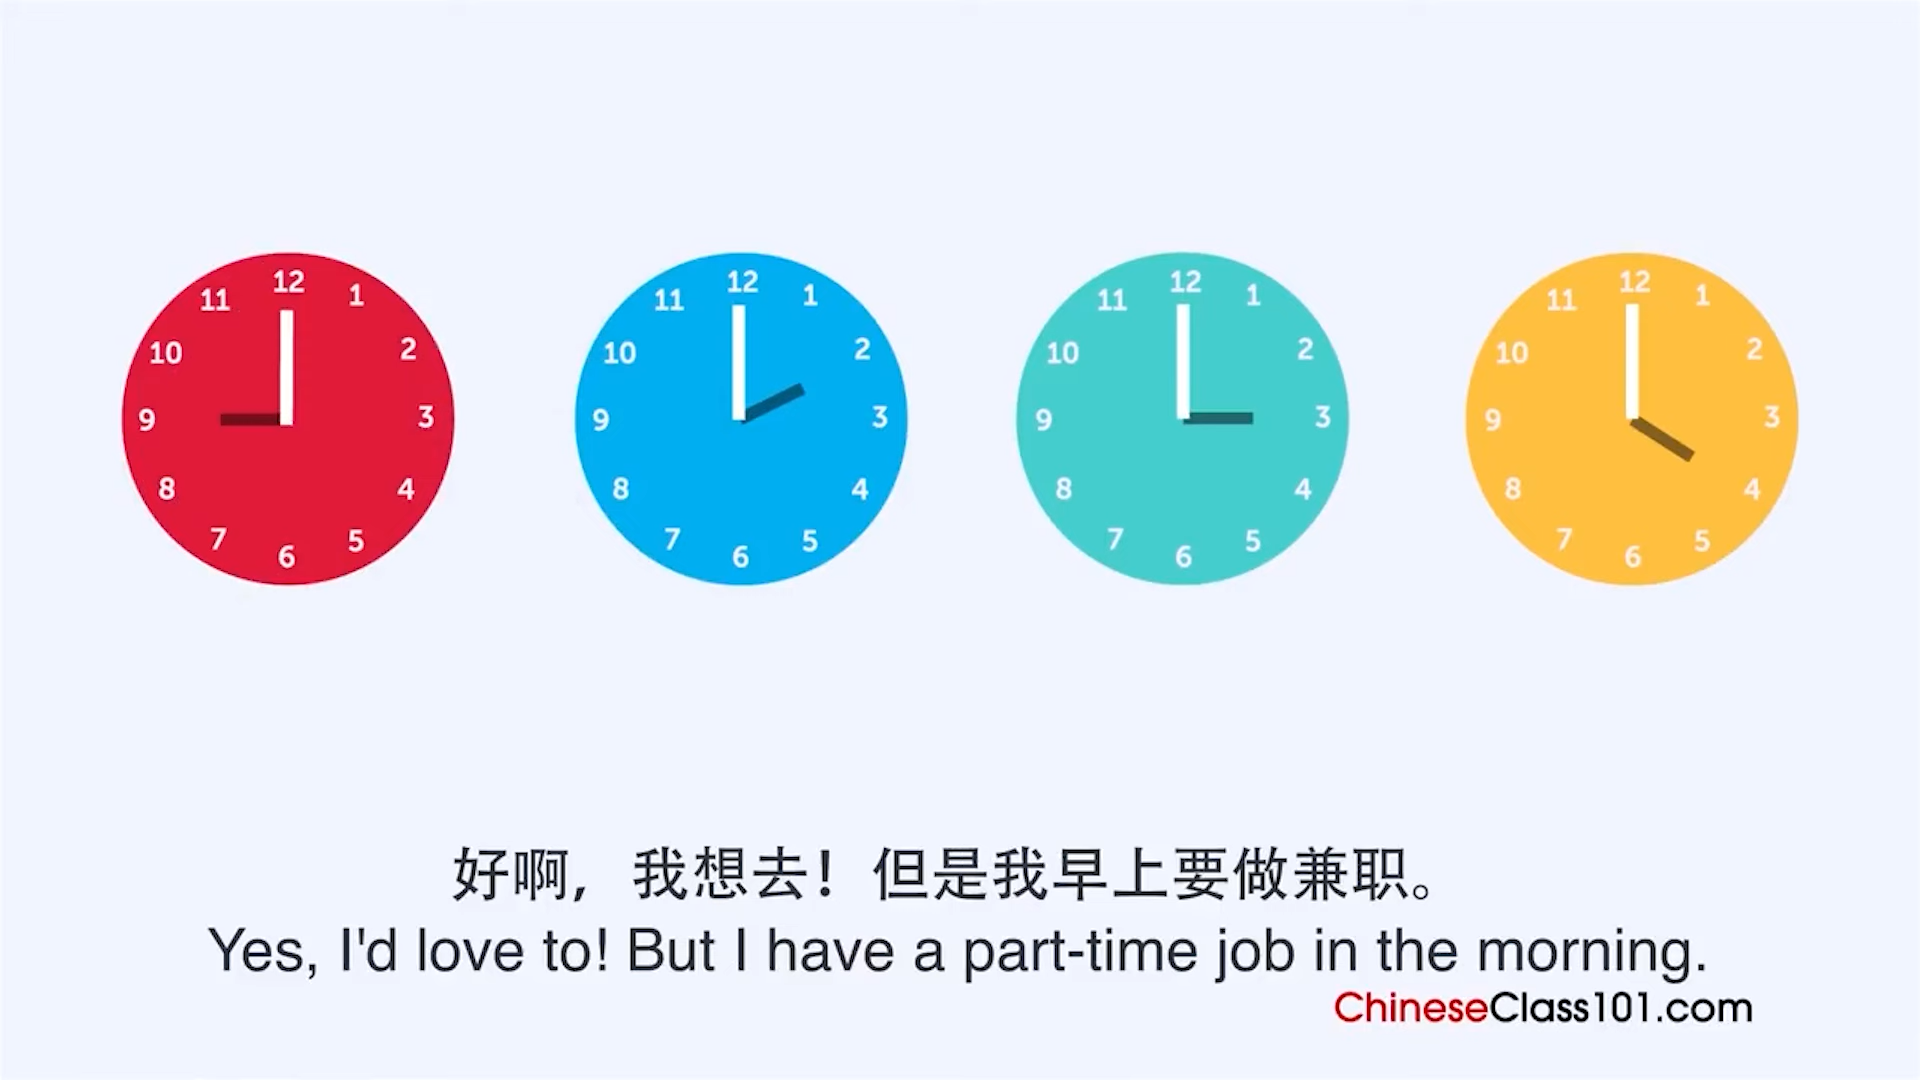 12 12 12 12
11 1 11 1 11 1 11 1
10 2 10 2 10 2 10 2
9 3 9 3 9 3 9 3
8 4 8 4 8 4 8 4
7 5 7 5 7 5 7 5
6 6 6 6
好啊，我想去！但是我早上要做兼职。
Yes, I'd love to! But I have a part-time job in the morning.
ChineseClass101.com